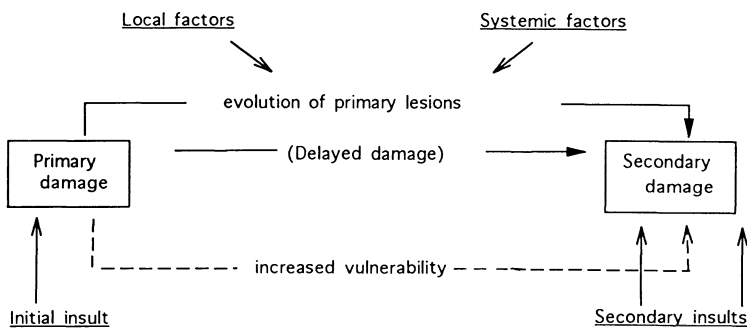 Local factors
Systemic factors
evolution of primary lesions
Primary
damage
(Delayed damage)
Secondary
damage
increased vulnerability
Initial insult
Secondary insults